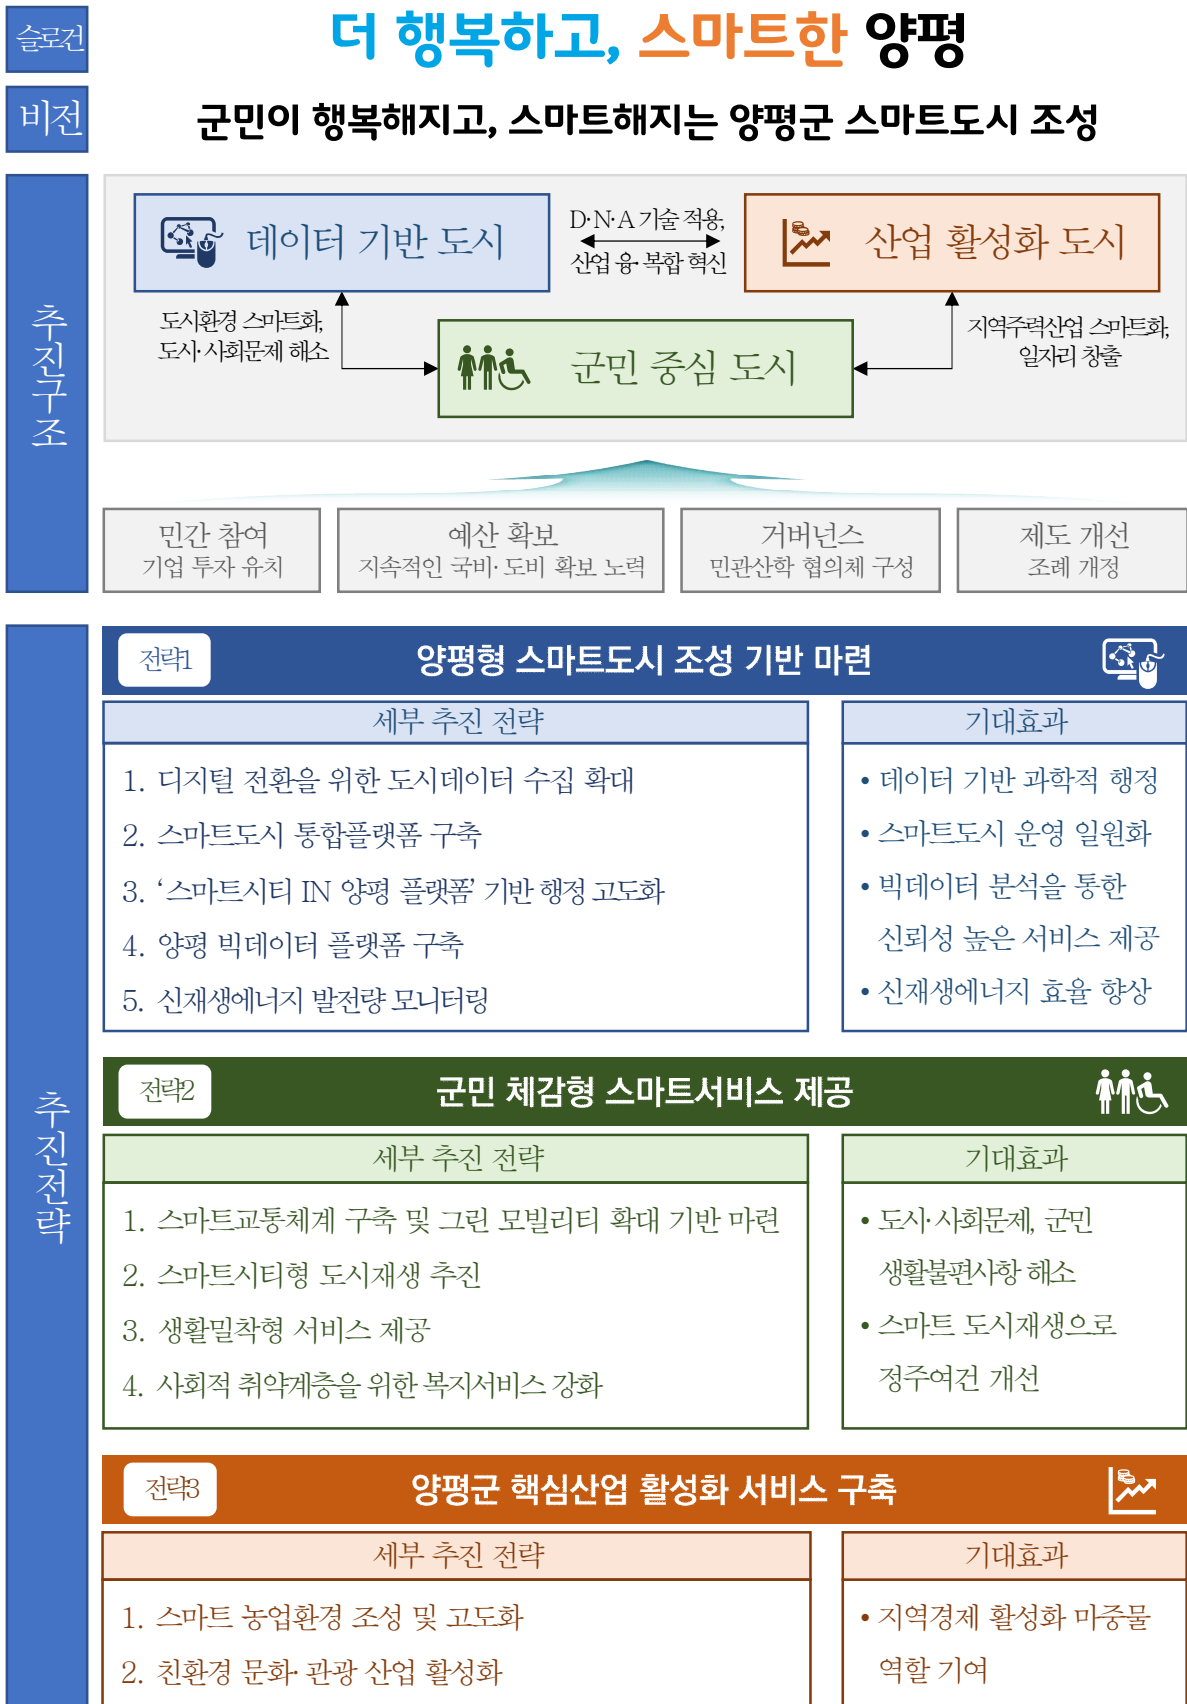 슬로건
더 행복하고, 스마트한 양평
비전
군민이 행복해지고, 스마트해지는 양평군 스마트도시 조성
추진구조
데이터 기반 도시
D·N·A 기술 적용,
산업 융·복합 혁신
산업 활성화 도시
도시환경 스마트화,
도시·사회문제 해소
군민 중심 도시
지역주력산업 스마트화,
일자리 창출
민간 참여
기업 투자 유치
예산 확보
지속적인 국비·도비 확보 노력
거버넌스
민관산학 협의체 구성
제도 개선
조례 개정
추진전략
전략1
양평형 스마트도시 조성 기반 마련
세부 추진 전략
1. 디지털 전환을 위한 도시데이터 수집 확대
2. 스마트도시 통합플랫폼 구축
3. ‘스마트시티 IN 양평 플랫폼’ 기반 행정 고도화
4. 양평 빅데이터 플랫폼 구축
5. 신재생에너지 발전량 모니터링
기대효과
• 데이터 기반 과학적 행정
• 스마트도시 운영 일원화
• 빅데이터 분석을 통한
신뢰성 높은 서비스 제공
• 신재생에너지 효율 향상
전략2
군민 체감형 스마트서비스 제공
세부 추진 전략
1. 스마트교통체계 구축 및 그린 모빌리티 확대 기반 마련
2. 스마트시티형 도시재생 추진
3. 생활밀착형 서비스 제공
4. 사회적 취약계층을 위한 복지서비스 강화
기대효과
• 도시·사회문제, 군민
생활불편사항 해소
• 스마트 도시재생으로
정주여건 개선
전략3
양평군 핵심산업 활성화 서비스 구축
세부 추진 전략
1. 스마트 농업환경 조성 및 고도화
2. 친환경 문화·관광 산업 활성화
기대효과
• 지역경제 활성화 마중물
역할 기여